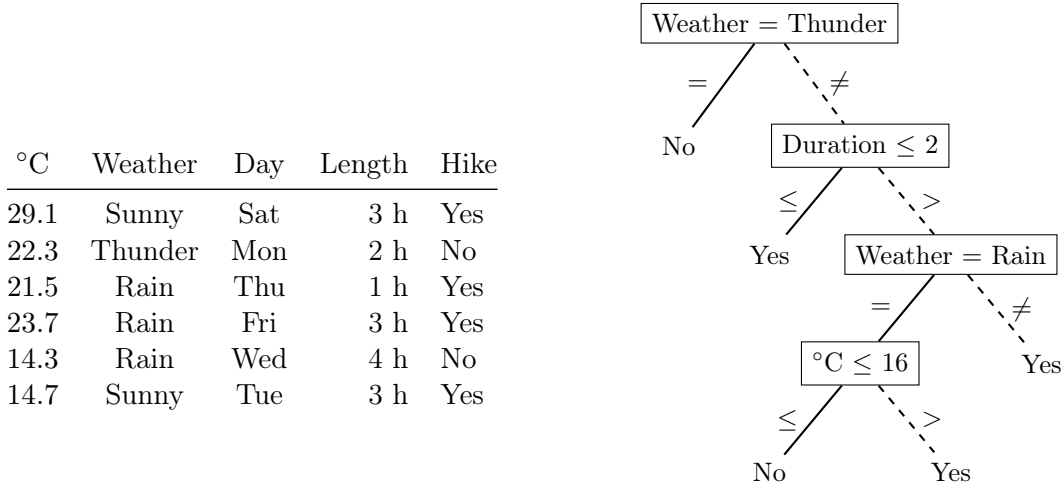 °C Weather Day Length Hike
29.1 Sunny Sat 3 h Yes
22.3 Thunder Mon 2 h No
21.5 Rain Thu 1 h Yes
23.7 Rain Fri 3 h Yes
14.3 Rain Wed 4 h No
14.7 Sunny Tue 3 h Yes
Weather = Thunder
= ≠
No
Duration ≤ 2
≤ >
Yes
Weather = Rain
= ≠
°C ≤ 16
Yes
≤ >
No Yes